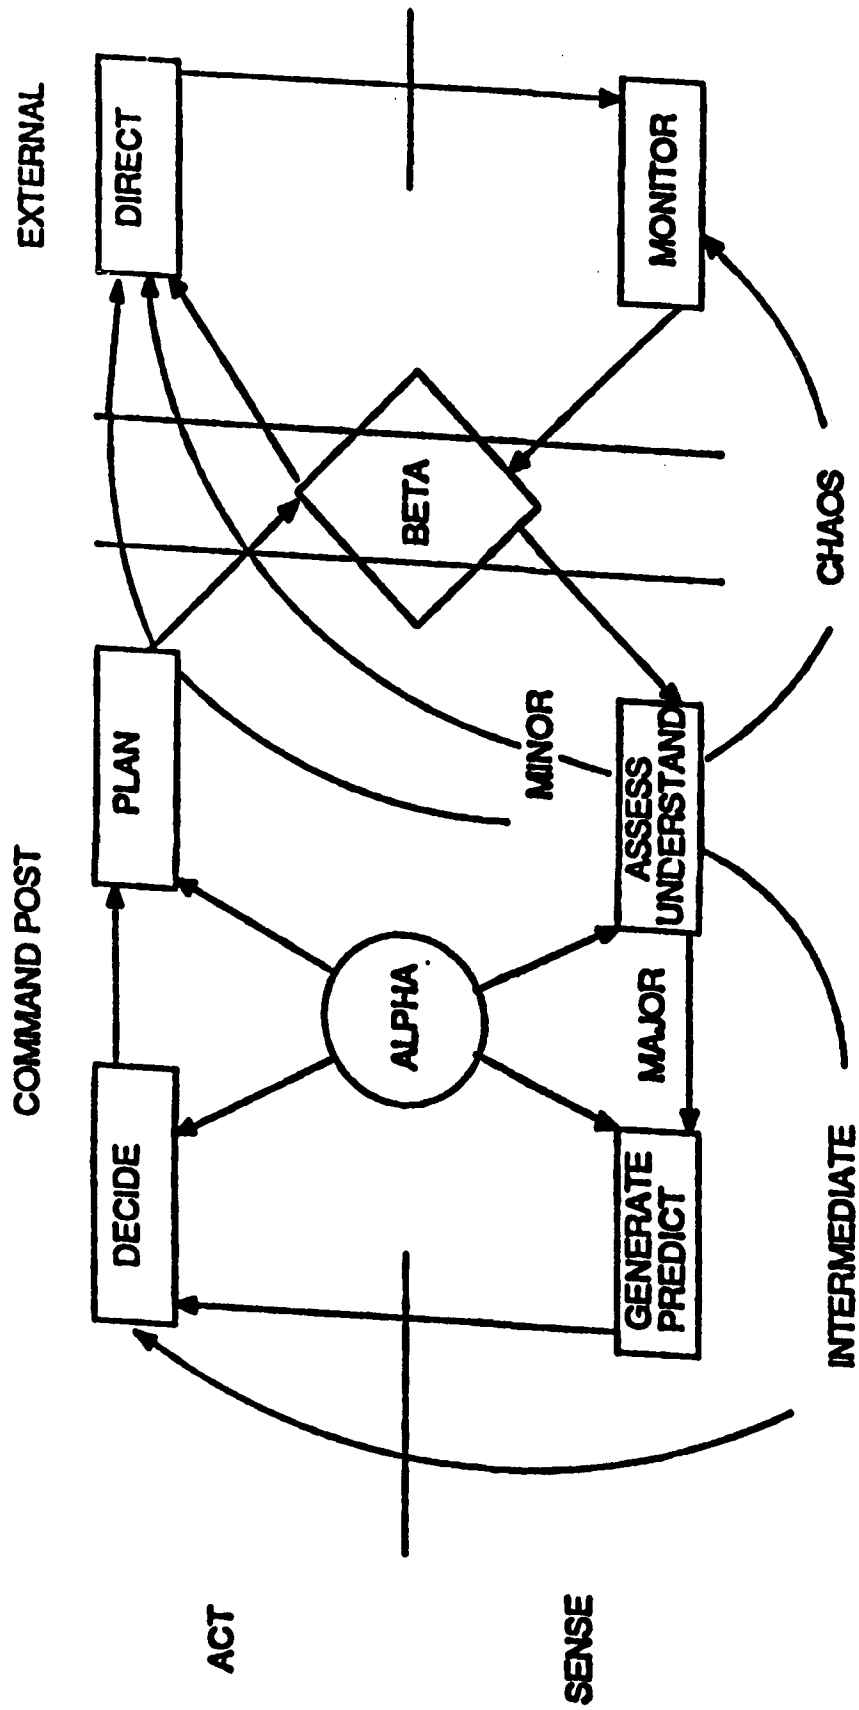 COMMAND POST
EXTERNAL
ACT
DECIDE
PLAN
DIRECT
ALPHA
BETA
MINOR
SENSE
GENERATE
PREDICT
MAJOR
ASSESS
UNDERSTAND
MONITOR
INTERMEDIATE
CHAOS